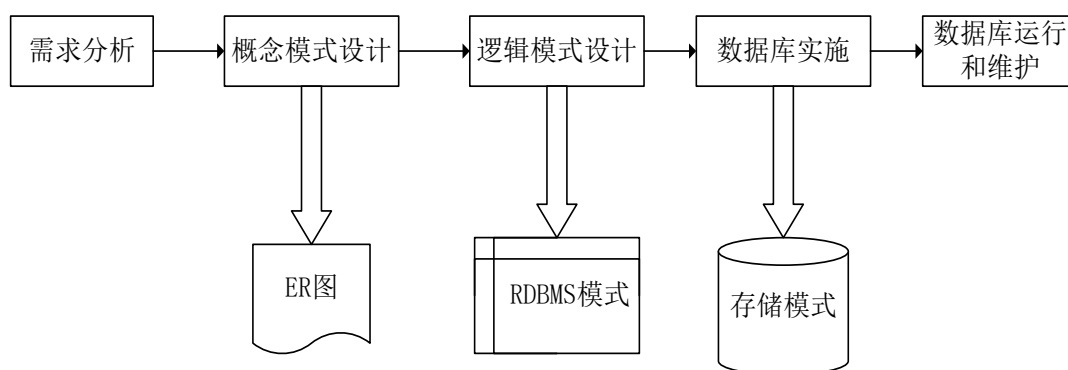 需求分析
概念模式设计
逻辑模式设计
数据库实施
数据库运行
和维护
ER图
RDBMS模式
存储模式